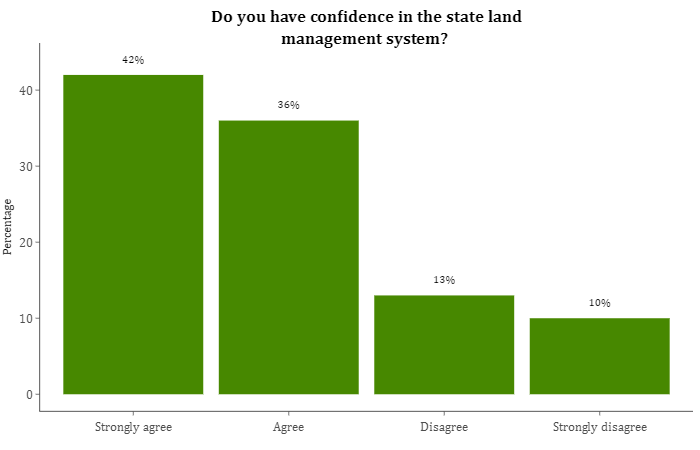 Do you have confidence in the state land
management system?
Percentage
40
30
20
10
0
42%
36%
13%
10%
Strongly agree
Agree
Disagree
Strongly disagree